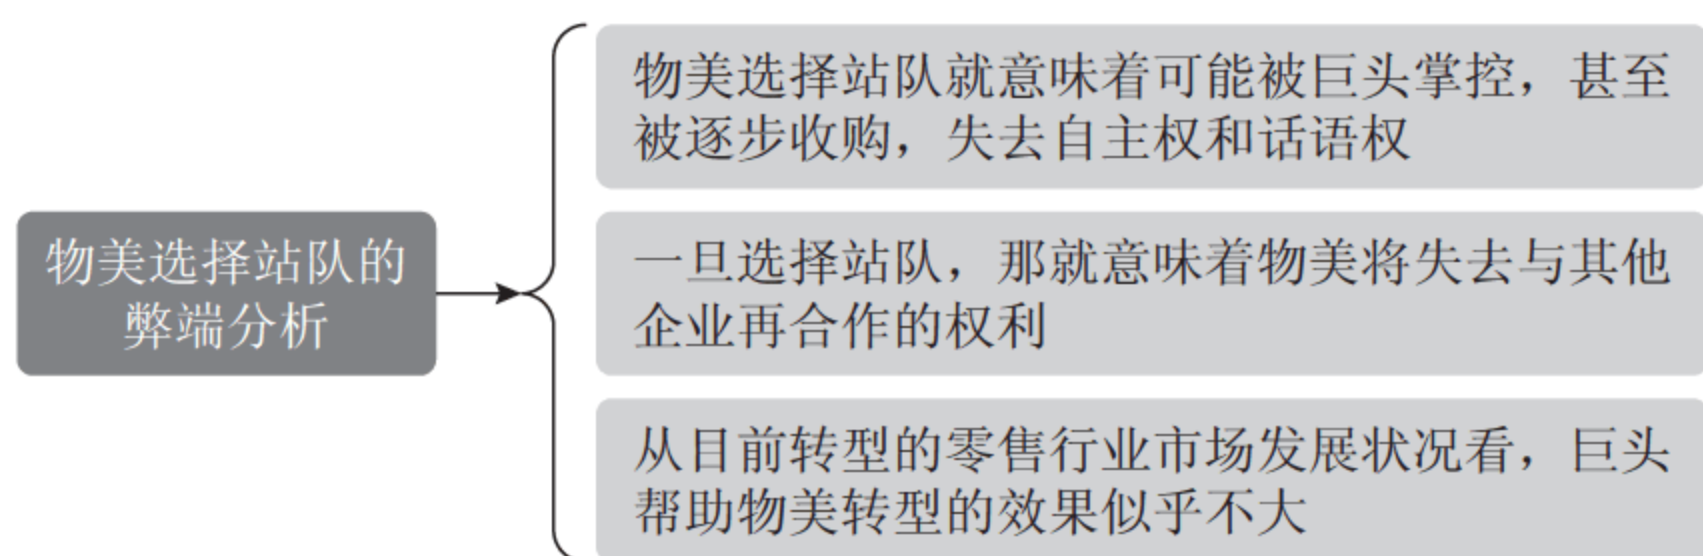 物美选择站队的
弊端分析
物美选择站队就意味着可能被巨头掌控，甚至
被逐步收购，失去自主权和话语权
一旦选择站队，那就意味着物美将失去与其他
企业再合作的权利
从目前转型的零售行业市场发展状况看，巨头
帮助物美转型的效果似乎不大